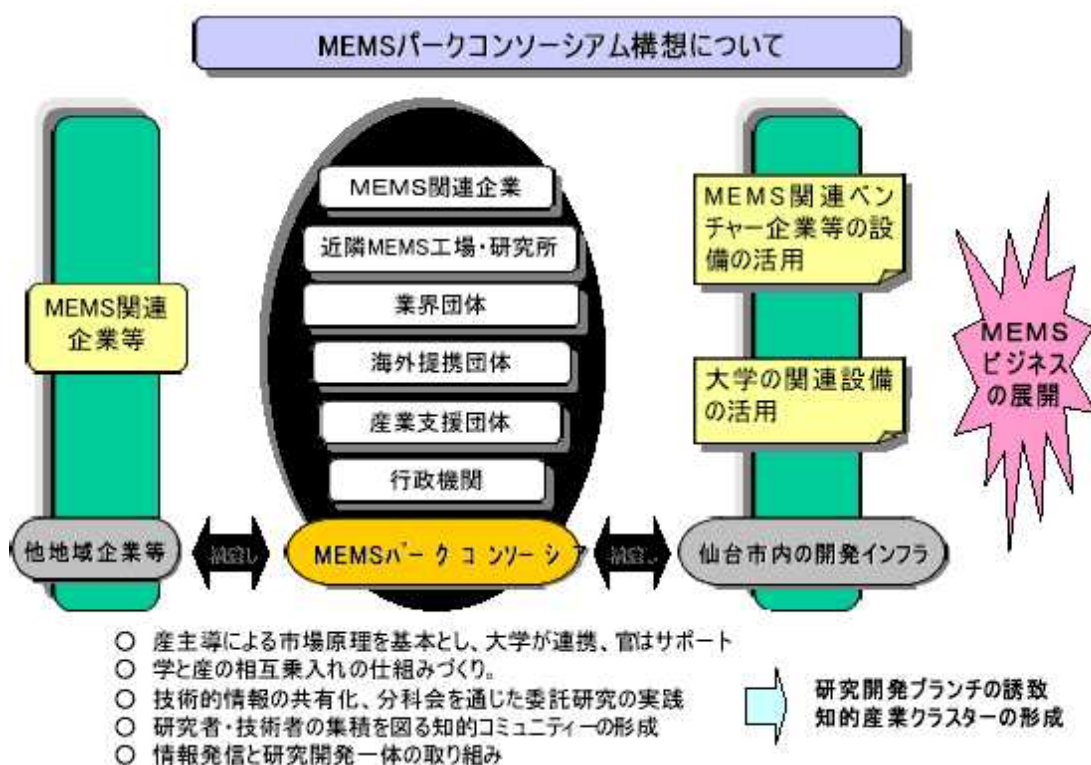 MEMSパークコンソーシアム構想について
MEMS関連
企業等
他地域企業等
MEMS関連企業
近隣MEMS工場・研究所
業界団体
海外提携団体
産業支援団体
行政機関
MEMSパークコンソーシア
MEMS関連ベン
チャー企業等の設
備の活用
大学の関連設備
の活用
仙台市内の開発インフラ
MEMS
ビジネス
の展開
○ 産主導による市場原理を基本とし、大学が連携、官はサポート
○ 学と産の相互乗入れの仕組みづくり。
○ 技術的情報の共有化、分科会を通じた委託研究の実践
○ 研究者・技術者の集積を図る知的コミュニティーの形成
○ 情報発信と研究開発一体の取り組み
研究開発ブランチの誘致
知的産業クラスターの形成